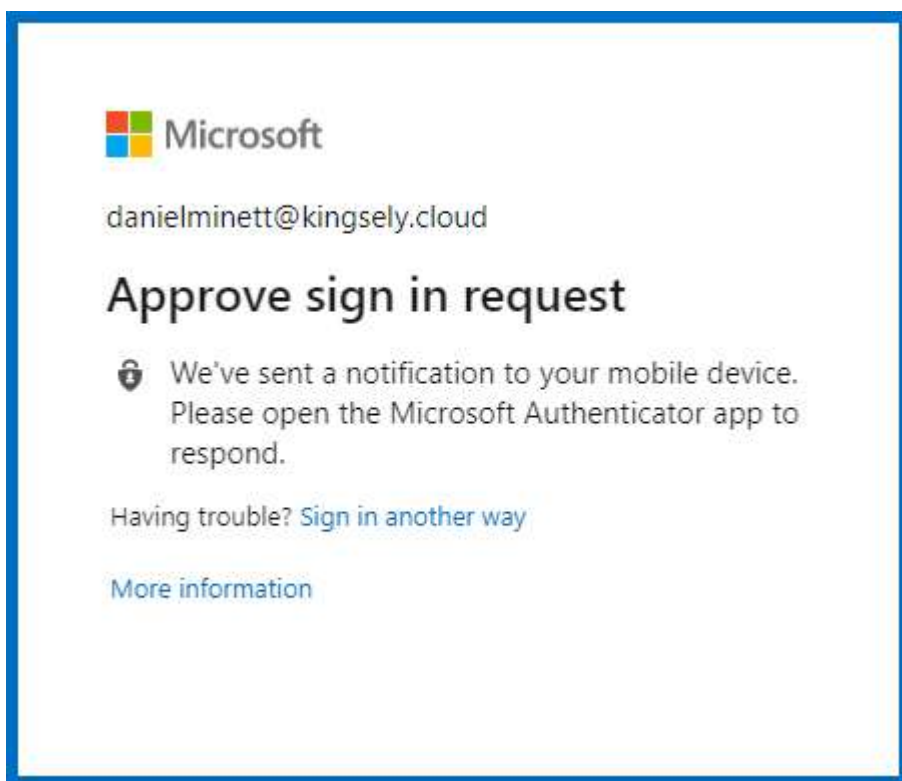 Microsoft
danielminett@kingsely.cloud
Approve sign in request
We've sent a notification to your mobile device.
Please open the Microsoft Authenticator app to
respond.
Having trouble? Sign in another way
More information